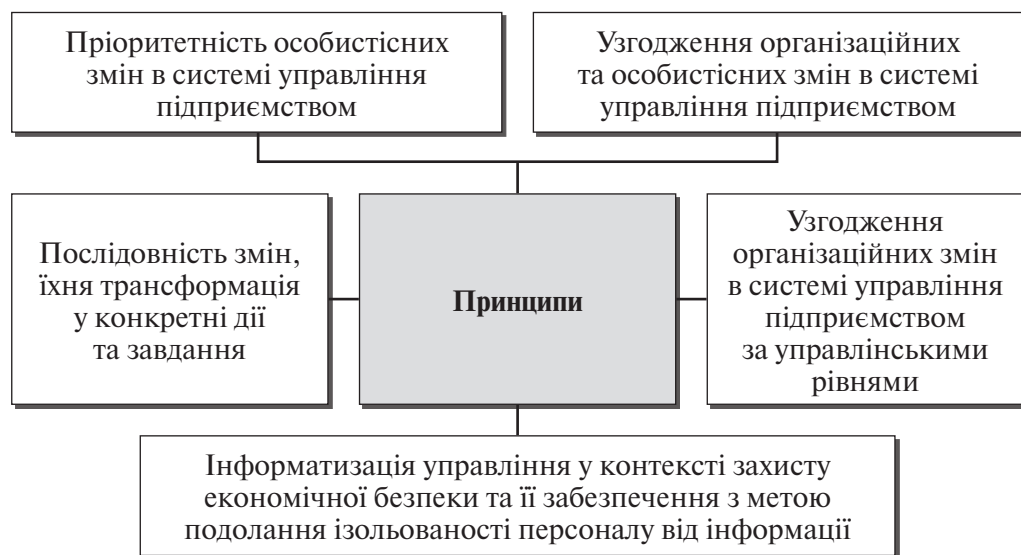 Пріоритетність особистісних
змін в системі управління
підприємством
Узгодження організаційних
та особистісних змін в системі
управління підприємством
Послідовність змін,
їхня трансформація
у конкретні дії
та завдання
Принципи
Узгодження
організаційних змін
в системі управління
підприємством
за управлінськими
рівнями
Інформатизація управління у контексті захисту
економічної безпеки та її забезпечення з метою
подолання ізольованості персоналу від інформації